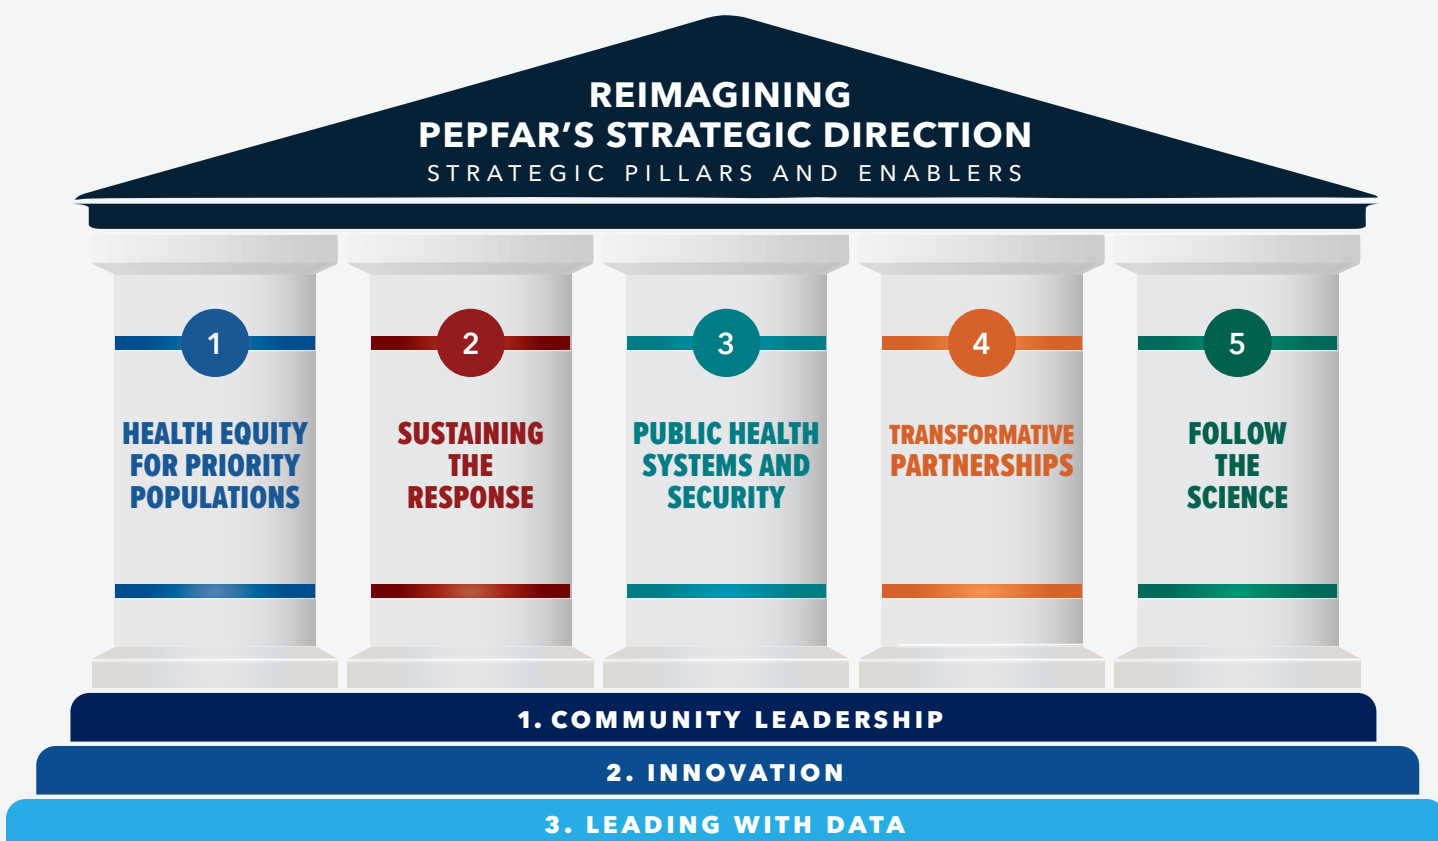 REIMAGINING
PEPFAR'S STRATEGIC DIRECTION
STRATEGIC PILLARS AND ENABLERS
1
HEALTH EQUITY
FOR PRIORITY
POPULATIONS
2
SUSTAINING
THE
RESPONSE
3
PUBLIC HEALTH
SYSTEMS AND
SECURITY
4
TRANSFORMATIVE
PARTNERSHIPS
5
FOLLOW
THE
SCIENCE
1. COMMUNITY LEADERSHIP
2. INNOVATION
3. LEADING WITH DATA